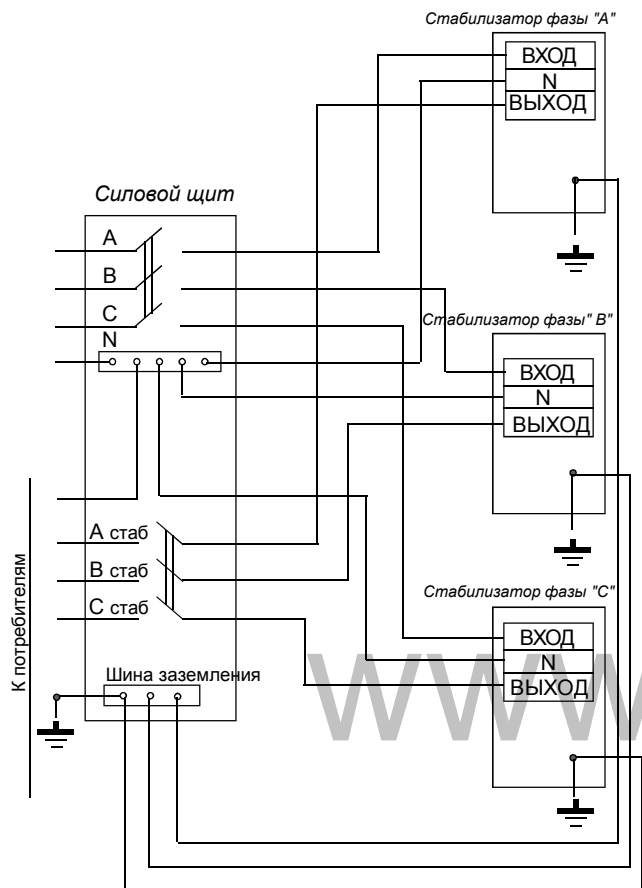 Стабилизатор фазы "А"
ВХОД
N
ВЫХОД
Силовой щит
A
B
C
N
Стабилизатор фазы" В"
ВХОД
N
ВЫХОД
К потребителям
А стаб
В стаб
С стаб
Стабилизатор фазы "С"
ВХОД
N
ВЫХОД
Шина заземления
www